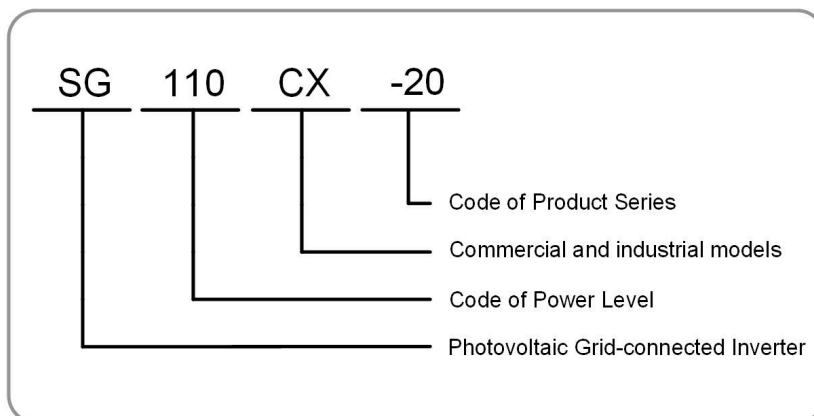 SG 110 CX -20
Code of Product Series
Commercial and industrial models
Code of Power Level
Photovoltaic Grid-connected Inverter